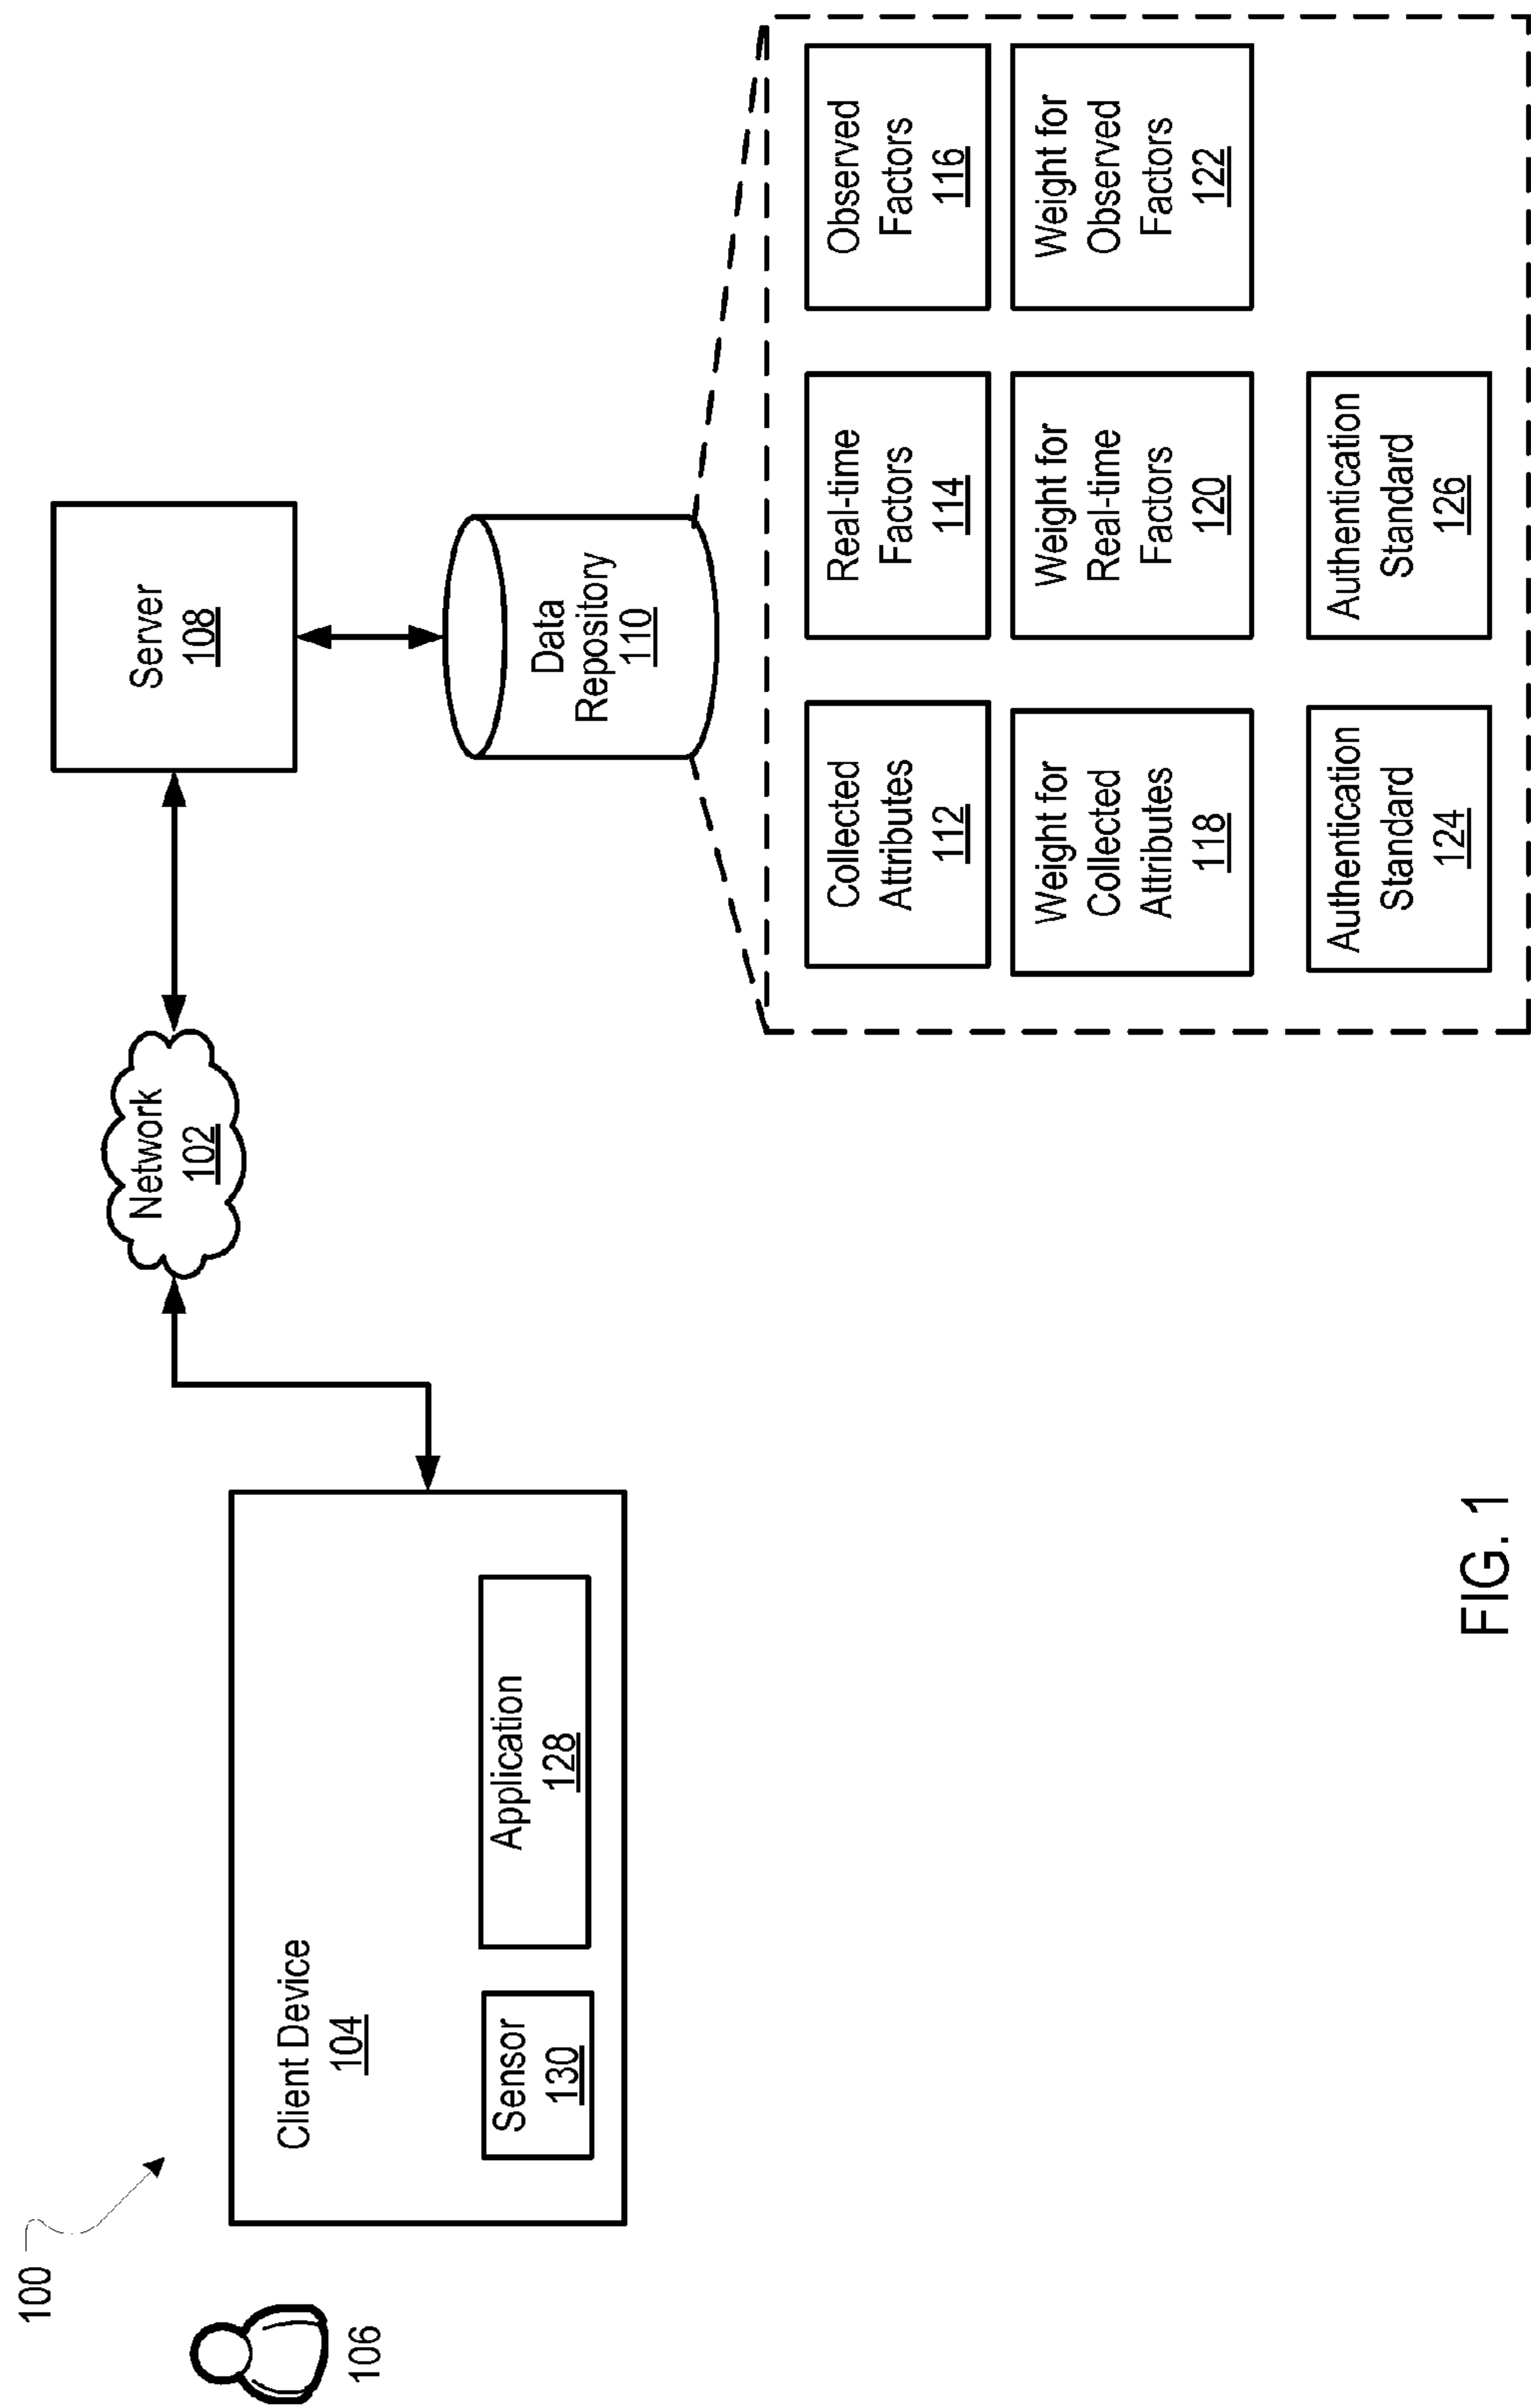 100
106
Client Device
104
Sensor
130
Application
128
Network
102
Server
108
Data
Repository
110
Collected
Attributes
112
Real-time
Factors
114
Observed
Factors
116
Weight for
Collected
Attributes
118
Weight for
Real-time
Factors
120
Weight for
Observed
Factors
122
Authentication
Standard
124
Authentication
Standard
126
FIG. 1